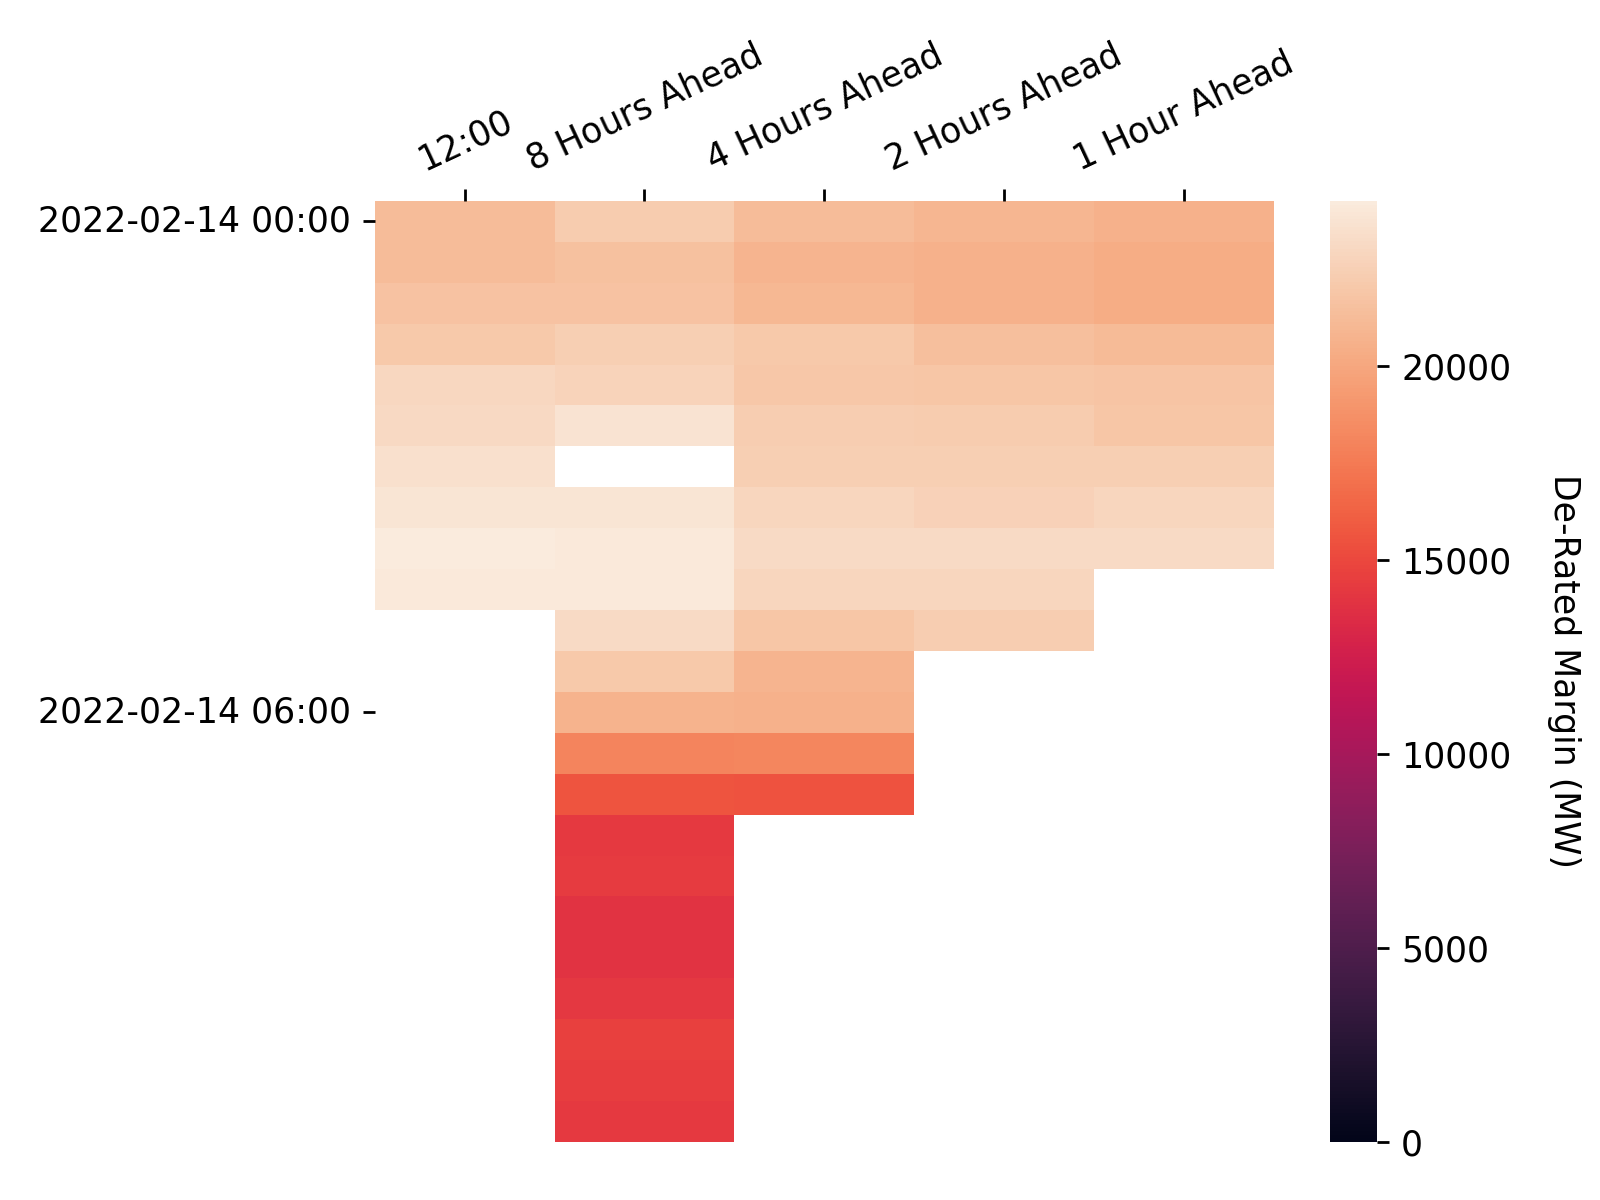 12:00
8 Hours Ahead
4 Hours Ahead
2 Hours Ahead
1 Hour Ahead
2022-02-14 00:00
2022-02-14 06:00
20000
15000
10000
5000
0
De-Rated Margin (MW)